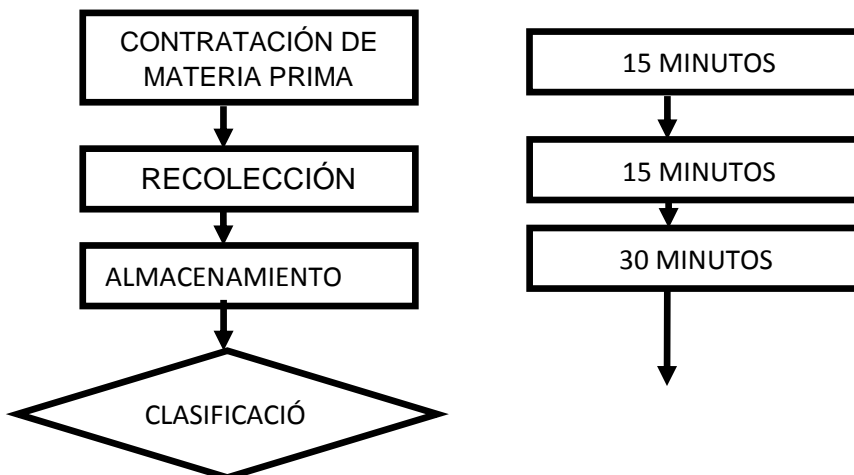 CONTRATACIÓN DE
MATERIA PRIMA
RECOLECCIÓN
ALMACENAMIENTO
CLASIFICACIÓ
15 MINUTOS
15 MINUTOS
30 MINUTOS